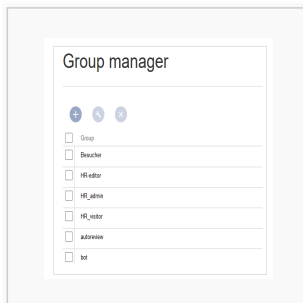 Group manager
Group
Besucher
HR-editor
HR_admin
HR_visitor
autoreview
bot